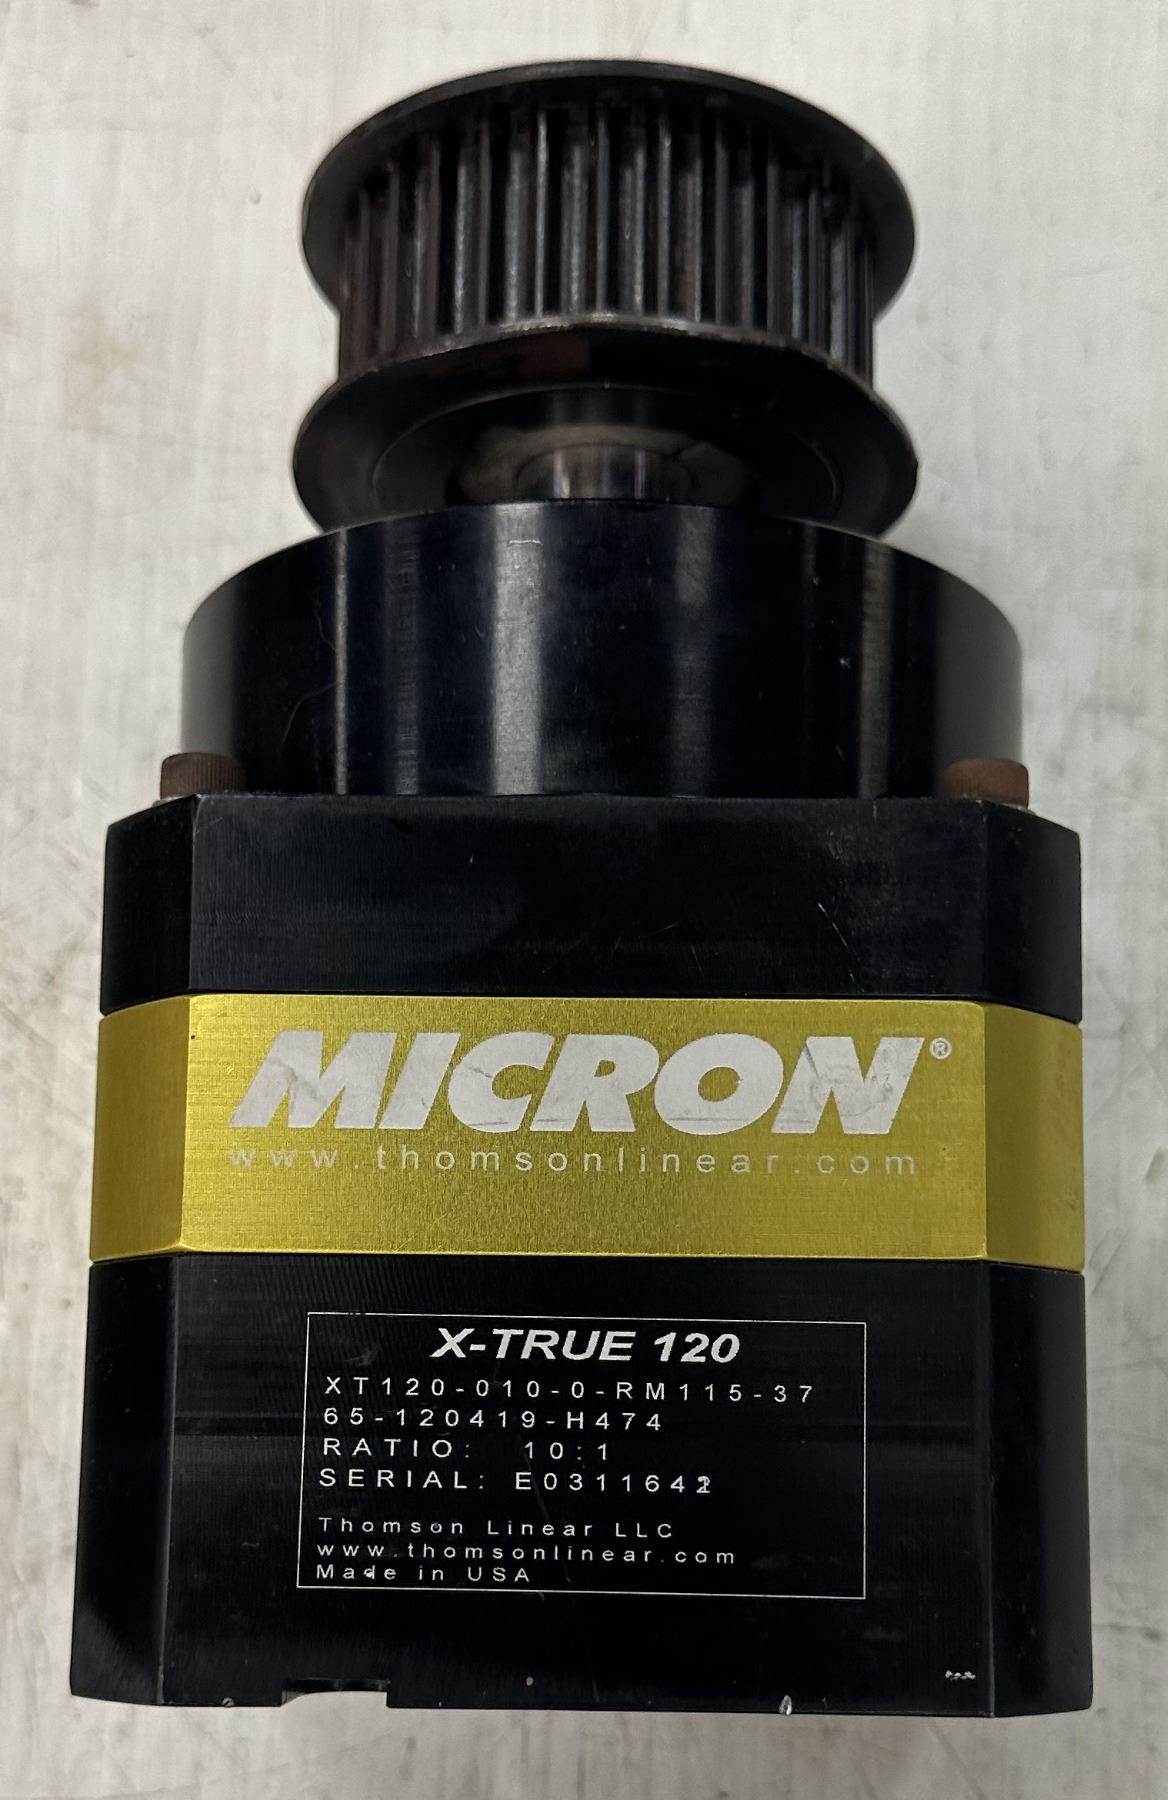 MICRON®
www.thomsonlinear.com
X-TRUE 120
XT120-010-0-RM115-37
65-120419-H474
RATIO: 10:1
SERIAL:
Thomson Linear LLC
www.thomsonlinear.com
Made in USA